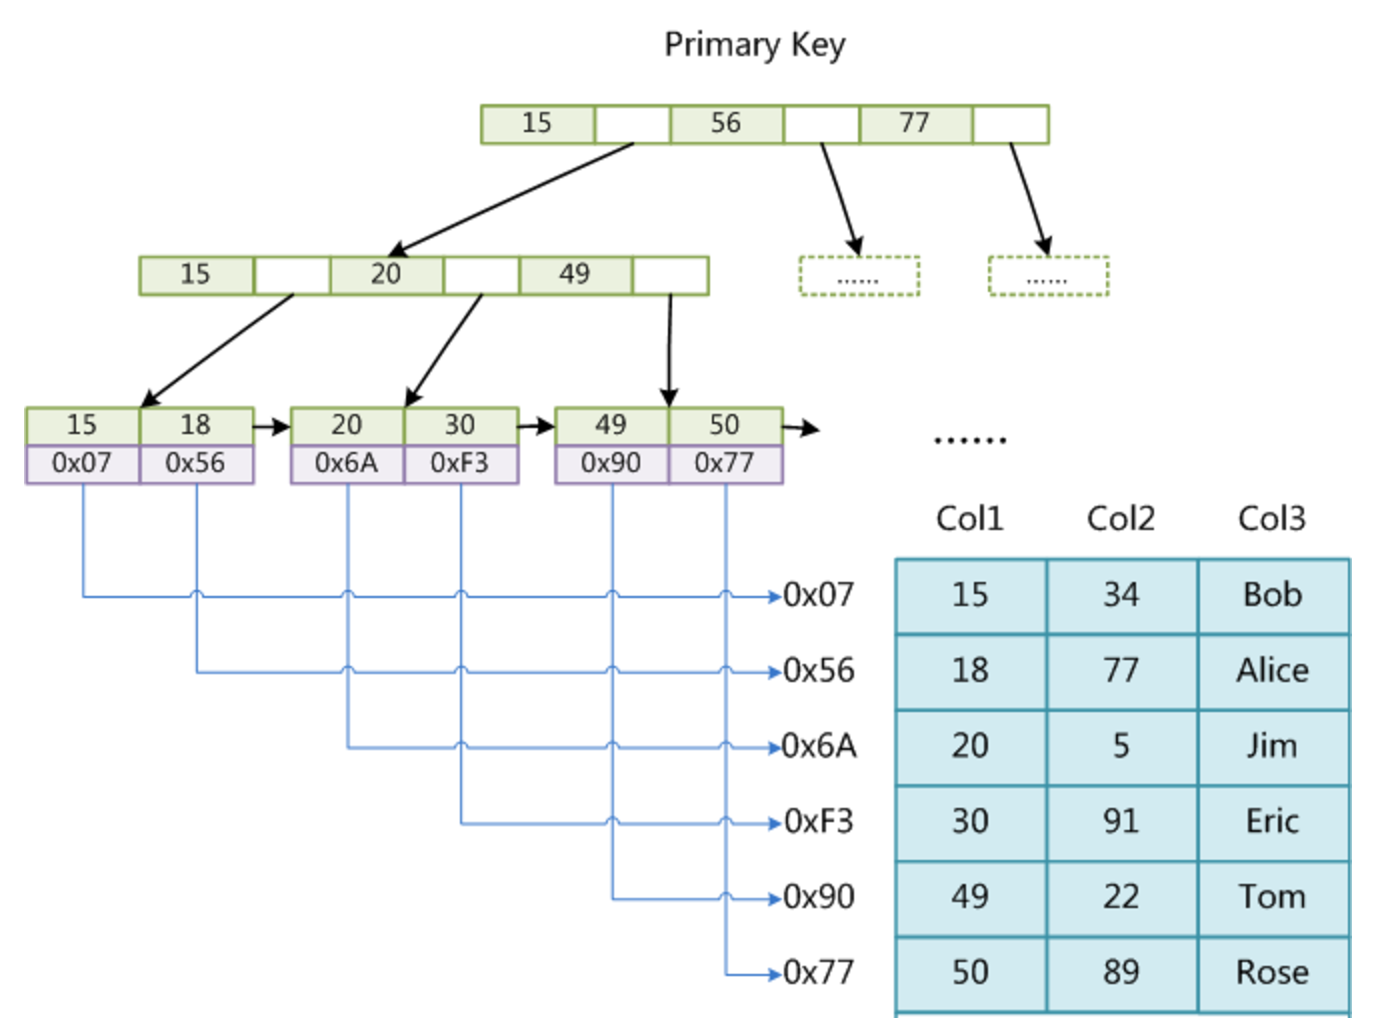 Primary Key
15 56 77
15 20 49 ...... ......
15 18 20 30 49 50
0x07 0x56 0x6A 0xF3 0x90 0x77
......
Col1 Col2 Col3
0x07 15 34 Bob
0x56 18 77 Alice
0x6A 20 5 Jim
0xF3 30 91 Eric
0x90 49 22 Tom
0x77 50 89 Rose